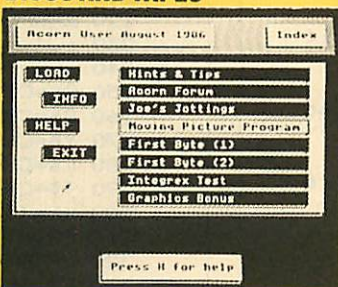 Acorn User August 1986
Index
LOAD
INFO
HELP
EXIT
Hints & Tips
Acorn Forum
Joe's Jottings
Moving Picture Program
First Byte (1)
First Byte (2)
Integrex Test
Graphics Bonus
Press H for help